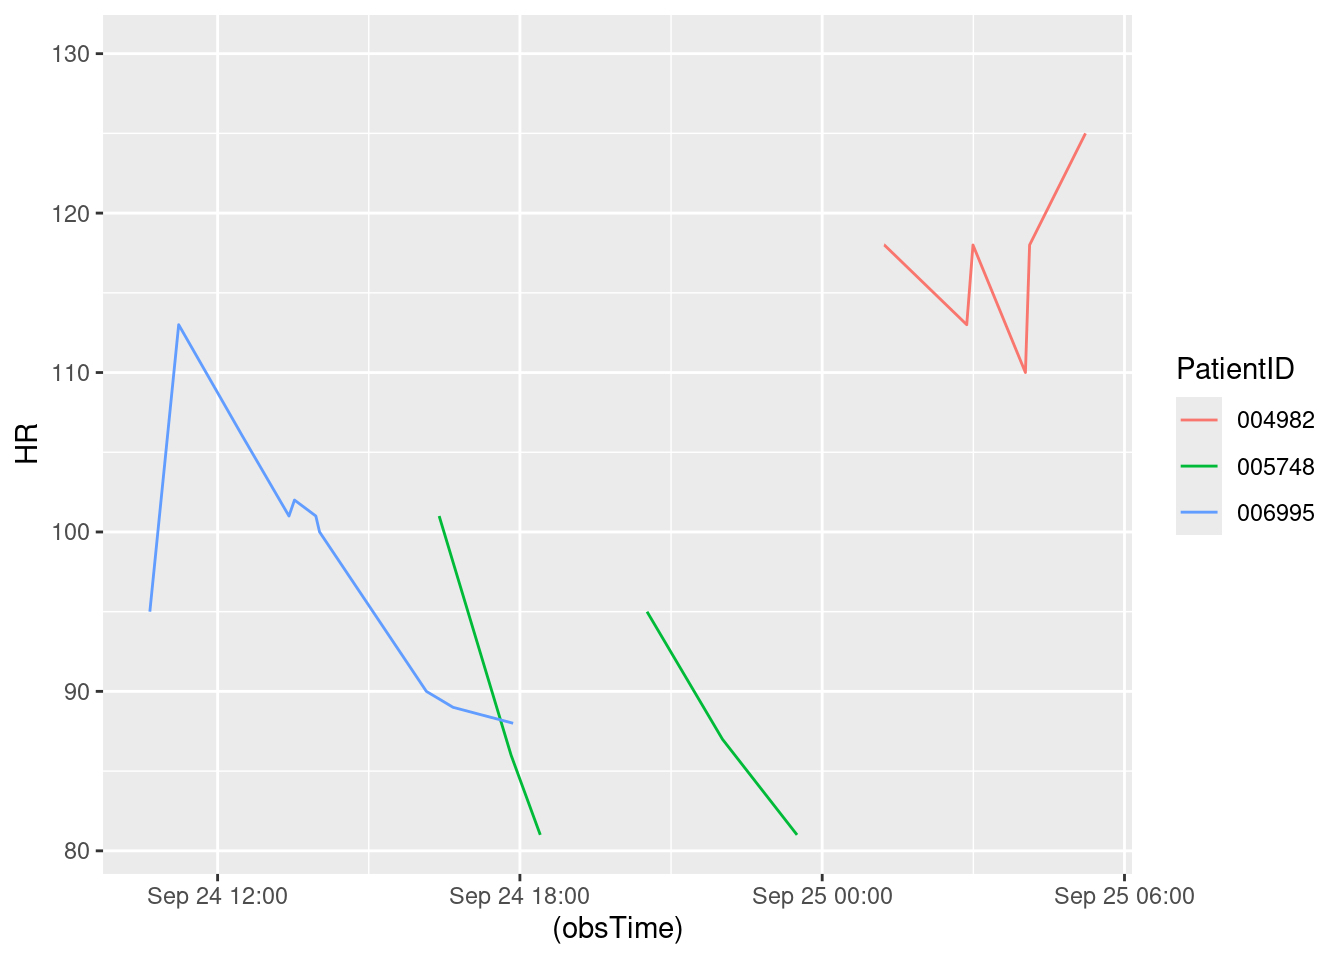 130
120
110
100
90
80
HR
Sep 24 12:00
Sep 24 18:00
Sep 25 00:00
Sep 25 06:00
(obsTime)
PatientID
004982
005748
006995